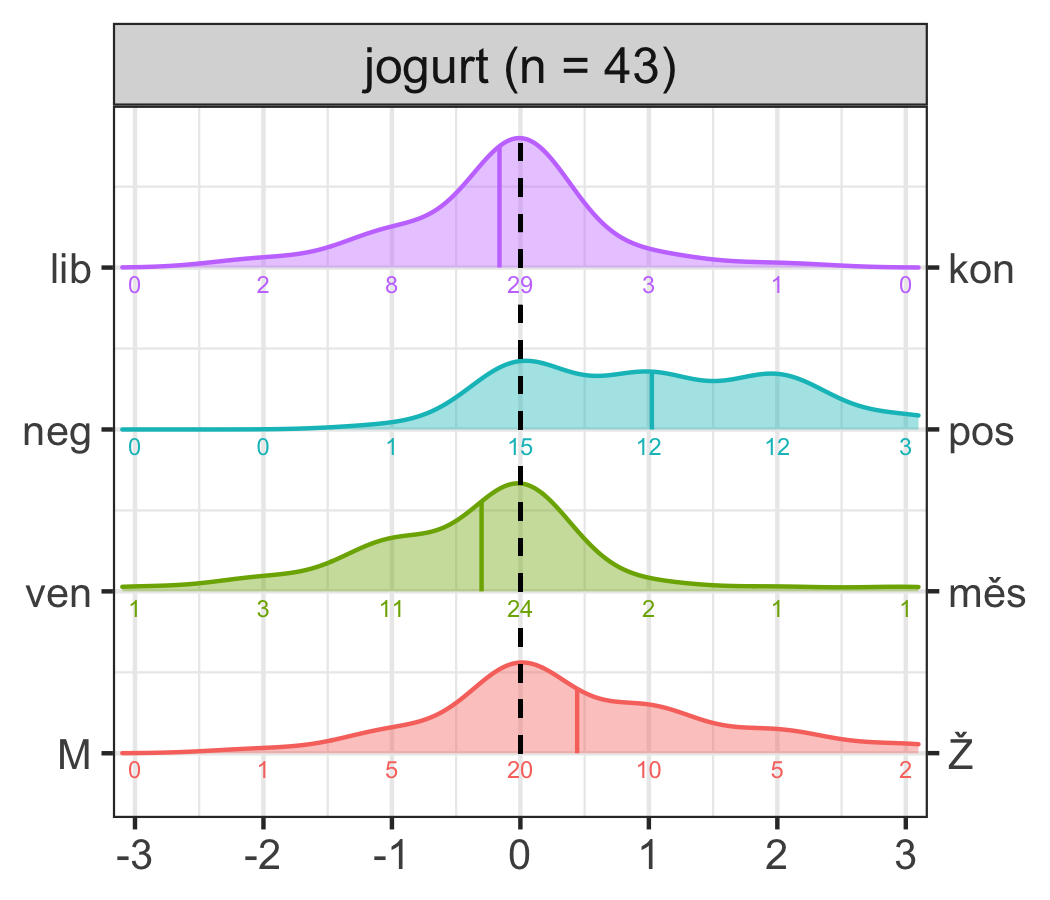 jogurt (n = 43)
lib kon
0 2 8 29 3 1 0
neg pos
0 0 1 15 12 12 3
ven měs
1 3 11 24 2 1 1
M Ž
0 1 5 20 10 5 2
-3 -2 -1 0 1 2 3